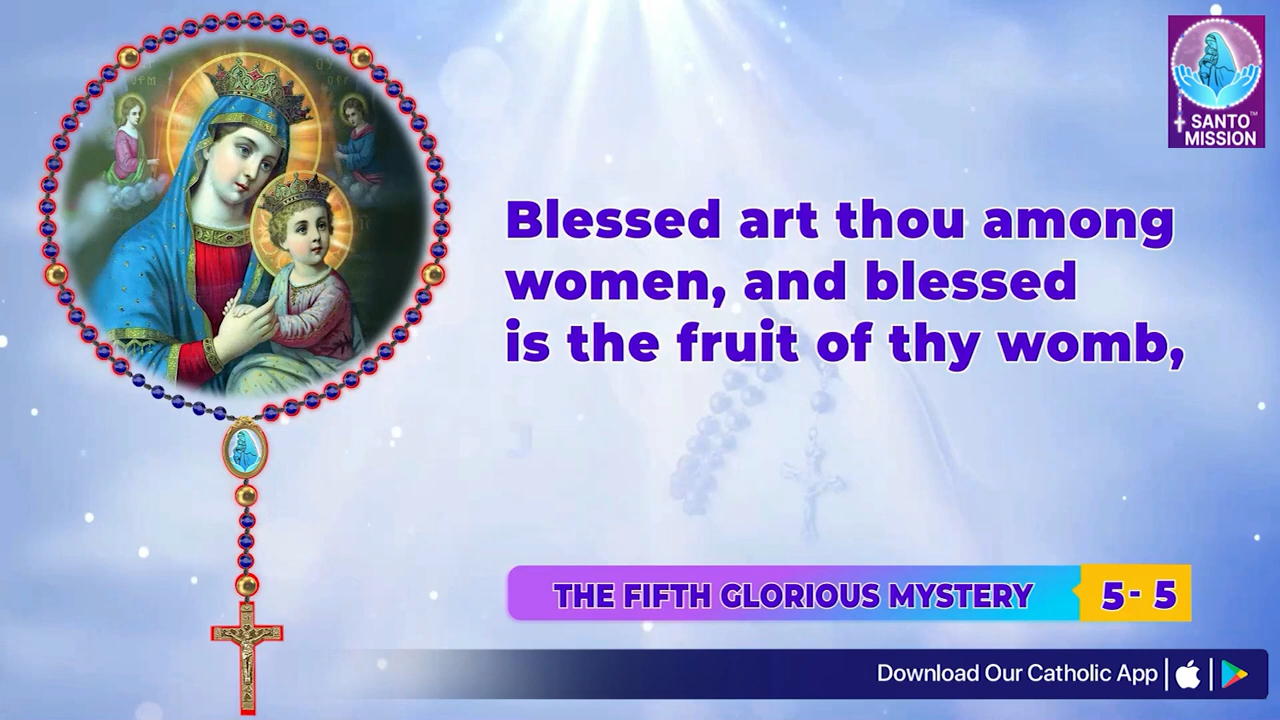 SANTO™
MISSION
Blessed art thou among
women, and blessed
is the fruit of thy womb,
THE FIFTH GLORIOUS MYSTERY
5 - 5
Download Our Catholic App